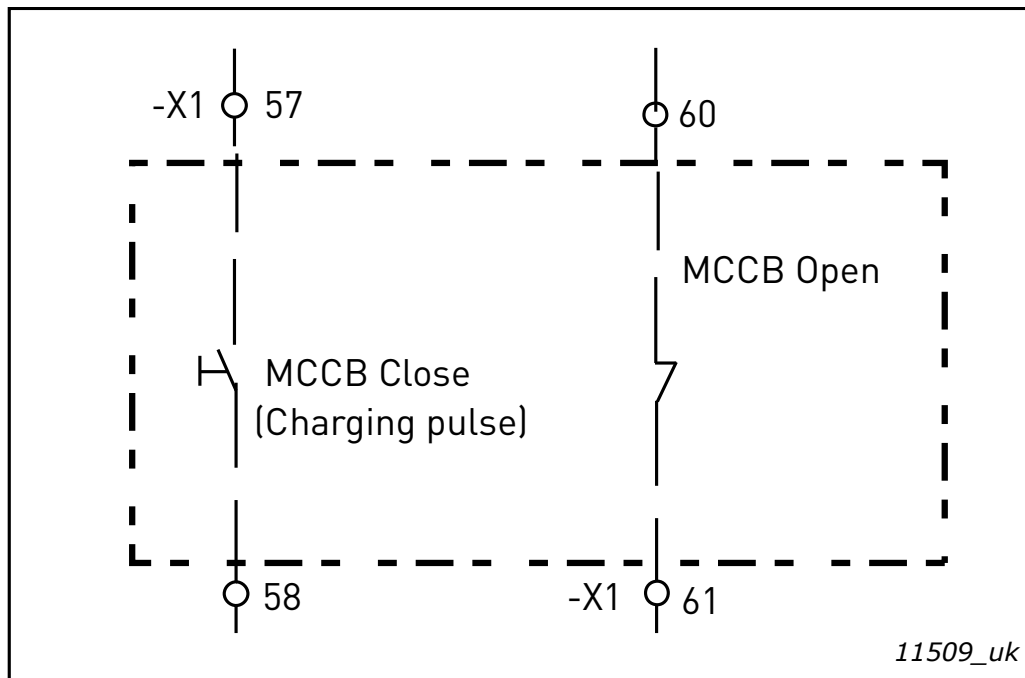 -X1 57
60
MCCB Open
MCCB Close
(Charging pulse)
58
-X1 61
11509_uk